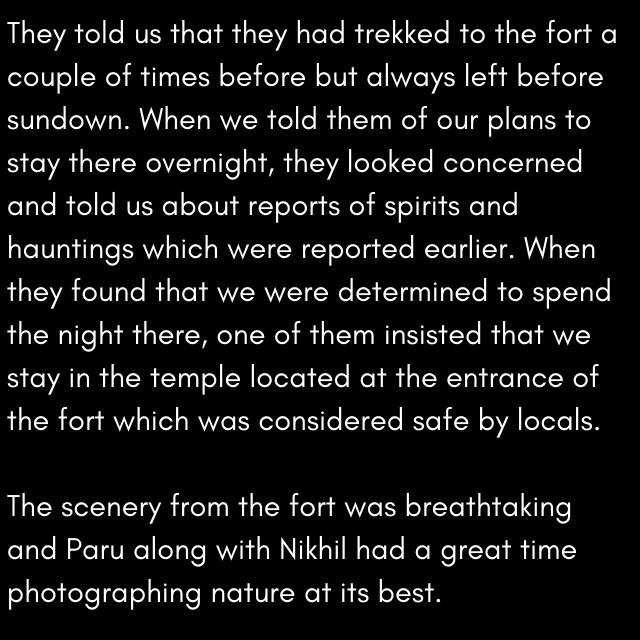 They told us that they had trekked to the fort a
couple of times before but always left before
sundown. When we told them of our plans to
stay there overnight, they looked concerned
and told us about reports of spirits and
hauntings which were reported earlier. When
they found that we were determined to spend
the night there, one of them insisted that we
stay in the temple located at the entrance of
the fort which was considered safe by locals.
The scenery from the fort was breathtaking
and Paru along with Nikhil had a great time
photographing nature at its best.